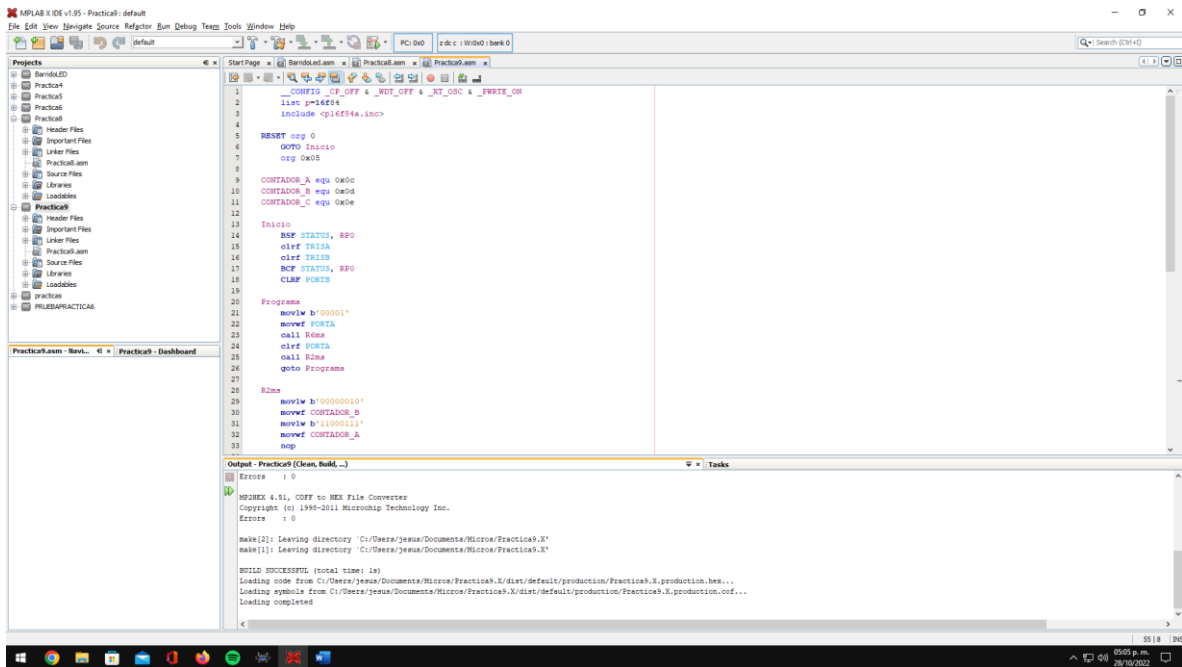 MPLAB X IDE v1.95 - Practica9 : default
File Edit View Navigate Source Refactor Run Debug Team Tools Window Help
default
PC: 0x0
z dc c : W:0x0 : bank 0
Search (Ctrl+I)
Projects
BarridoLED
Practica4
Practica5
Practica6
Practica8
Header Files
Important Files
Linker Files
Practica8.asm
Source Files
Libraries
Loadables
Practica9
Header Files
Important Files
Linker Files
Practica9.asm
Source Files
Libraries
Loadables
practicas
PRUEBAPRACTICA6
Practica9.asm - Navi...
Practica9 - Dashboard
Start Page
BarridoLed.asm
Practica8.asm
Practica9.asm
1 __CONFIG _CP_OFF & _WDT_OFF & _XT_OSC & _PWRTE_ON
2 list p=16f84
3 include <p16f84a.inc>
4
5 RESET org 0
6 GOTO Inicio
7 org 0x05
8
9 CONTADOR_A equ 0x0c
10 CONTADOR_B equ 0x0d
11 CONTADOR_C equ 0x0e
12
13 Inicio
14 BSF STATUS, RP0
15 clrf TRISA
16 clrf TRISB
17 BCF STATUS, RP0
18 CLRF PORTB
19
20 Programa
21 movlw b'00001'
22 movwf PORTA
23 call R6ms
24 clrf PORTA
25 call R2ms
26 goto Programa
27
28 R2ms
29 movlw b'00000010'
30 movwf CONTADOR_B
31 movlw b'11000111'
32 movwf CONTADOR_A
33 nop
Output - Practica9 (Clean, Build, ...)
Tasks
Errors : 0
MP2HEX 4.51, COFF to HEX File Converter
Copyright (c) 1998-2011 Microchip Technology Inc.
Errors : 0
make[2]: Leaving directory `C:/Users/jesus/Documents/Micros/Practica9.X'
make[1]: Leaving directory `C:/Users/jesus/Documents/Micros/Practica9.X'
BUILD SUCCESSFUL (total time: 1s)
Loading code from C:/Users/jesus/Documents/Micros/Practica9.X/dist/default/production/Practica9.X.production.hex...
Loading symbols from C:/Users/jesus/Documents/Micros/Practica9.X/dist/default/production/Practica9.X.production.cof...
Loading completed
55 | 8 INS
05:05 p. m.
28/10/2022